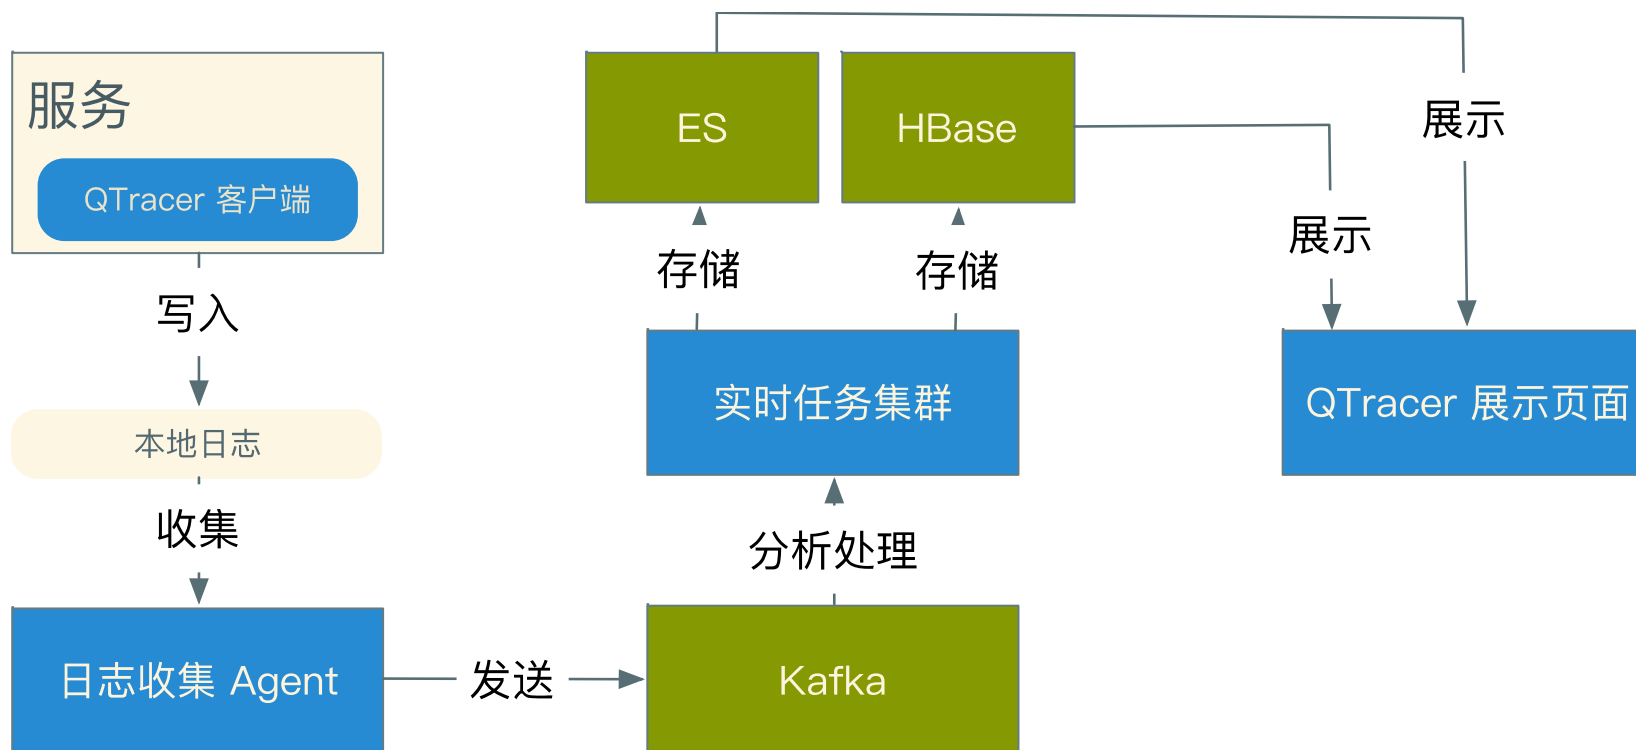 服务
QTracer 客户端
写入
本地日志
收集
日志收集 Agent
发送
Kafka
分析处理
实时任务集群
存储
存储
ES
HBase
展示
展示
QTracer 展示页面